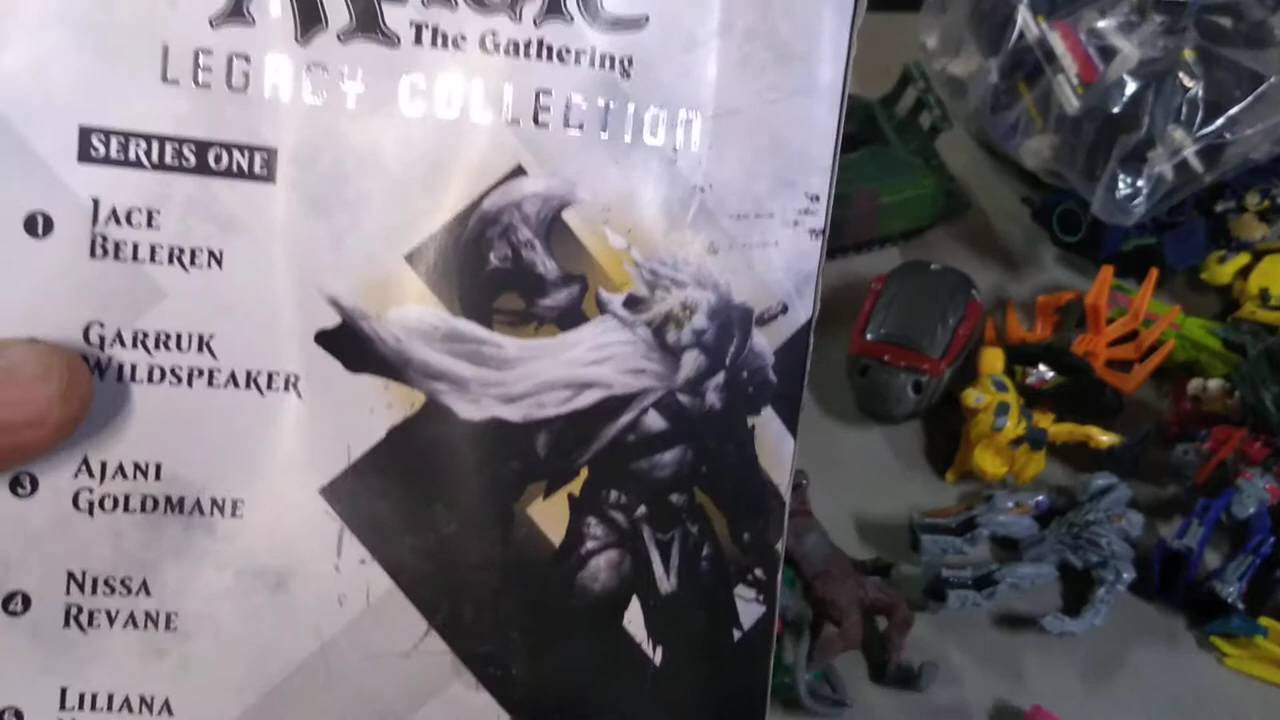 The Gathering
LEGACY COLLECTION
SERIES ONE
1 JACE
BELEREN
GARRUK
WILDSPEAKER
3 AJANI
GOLDMANE
4 NISSA
REVANE
LILIANA